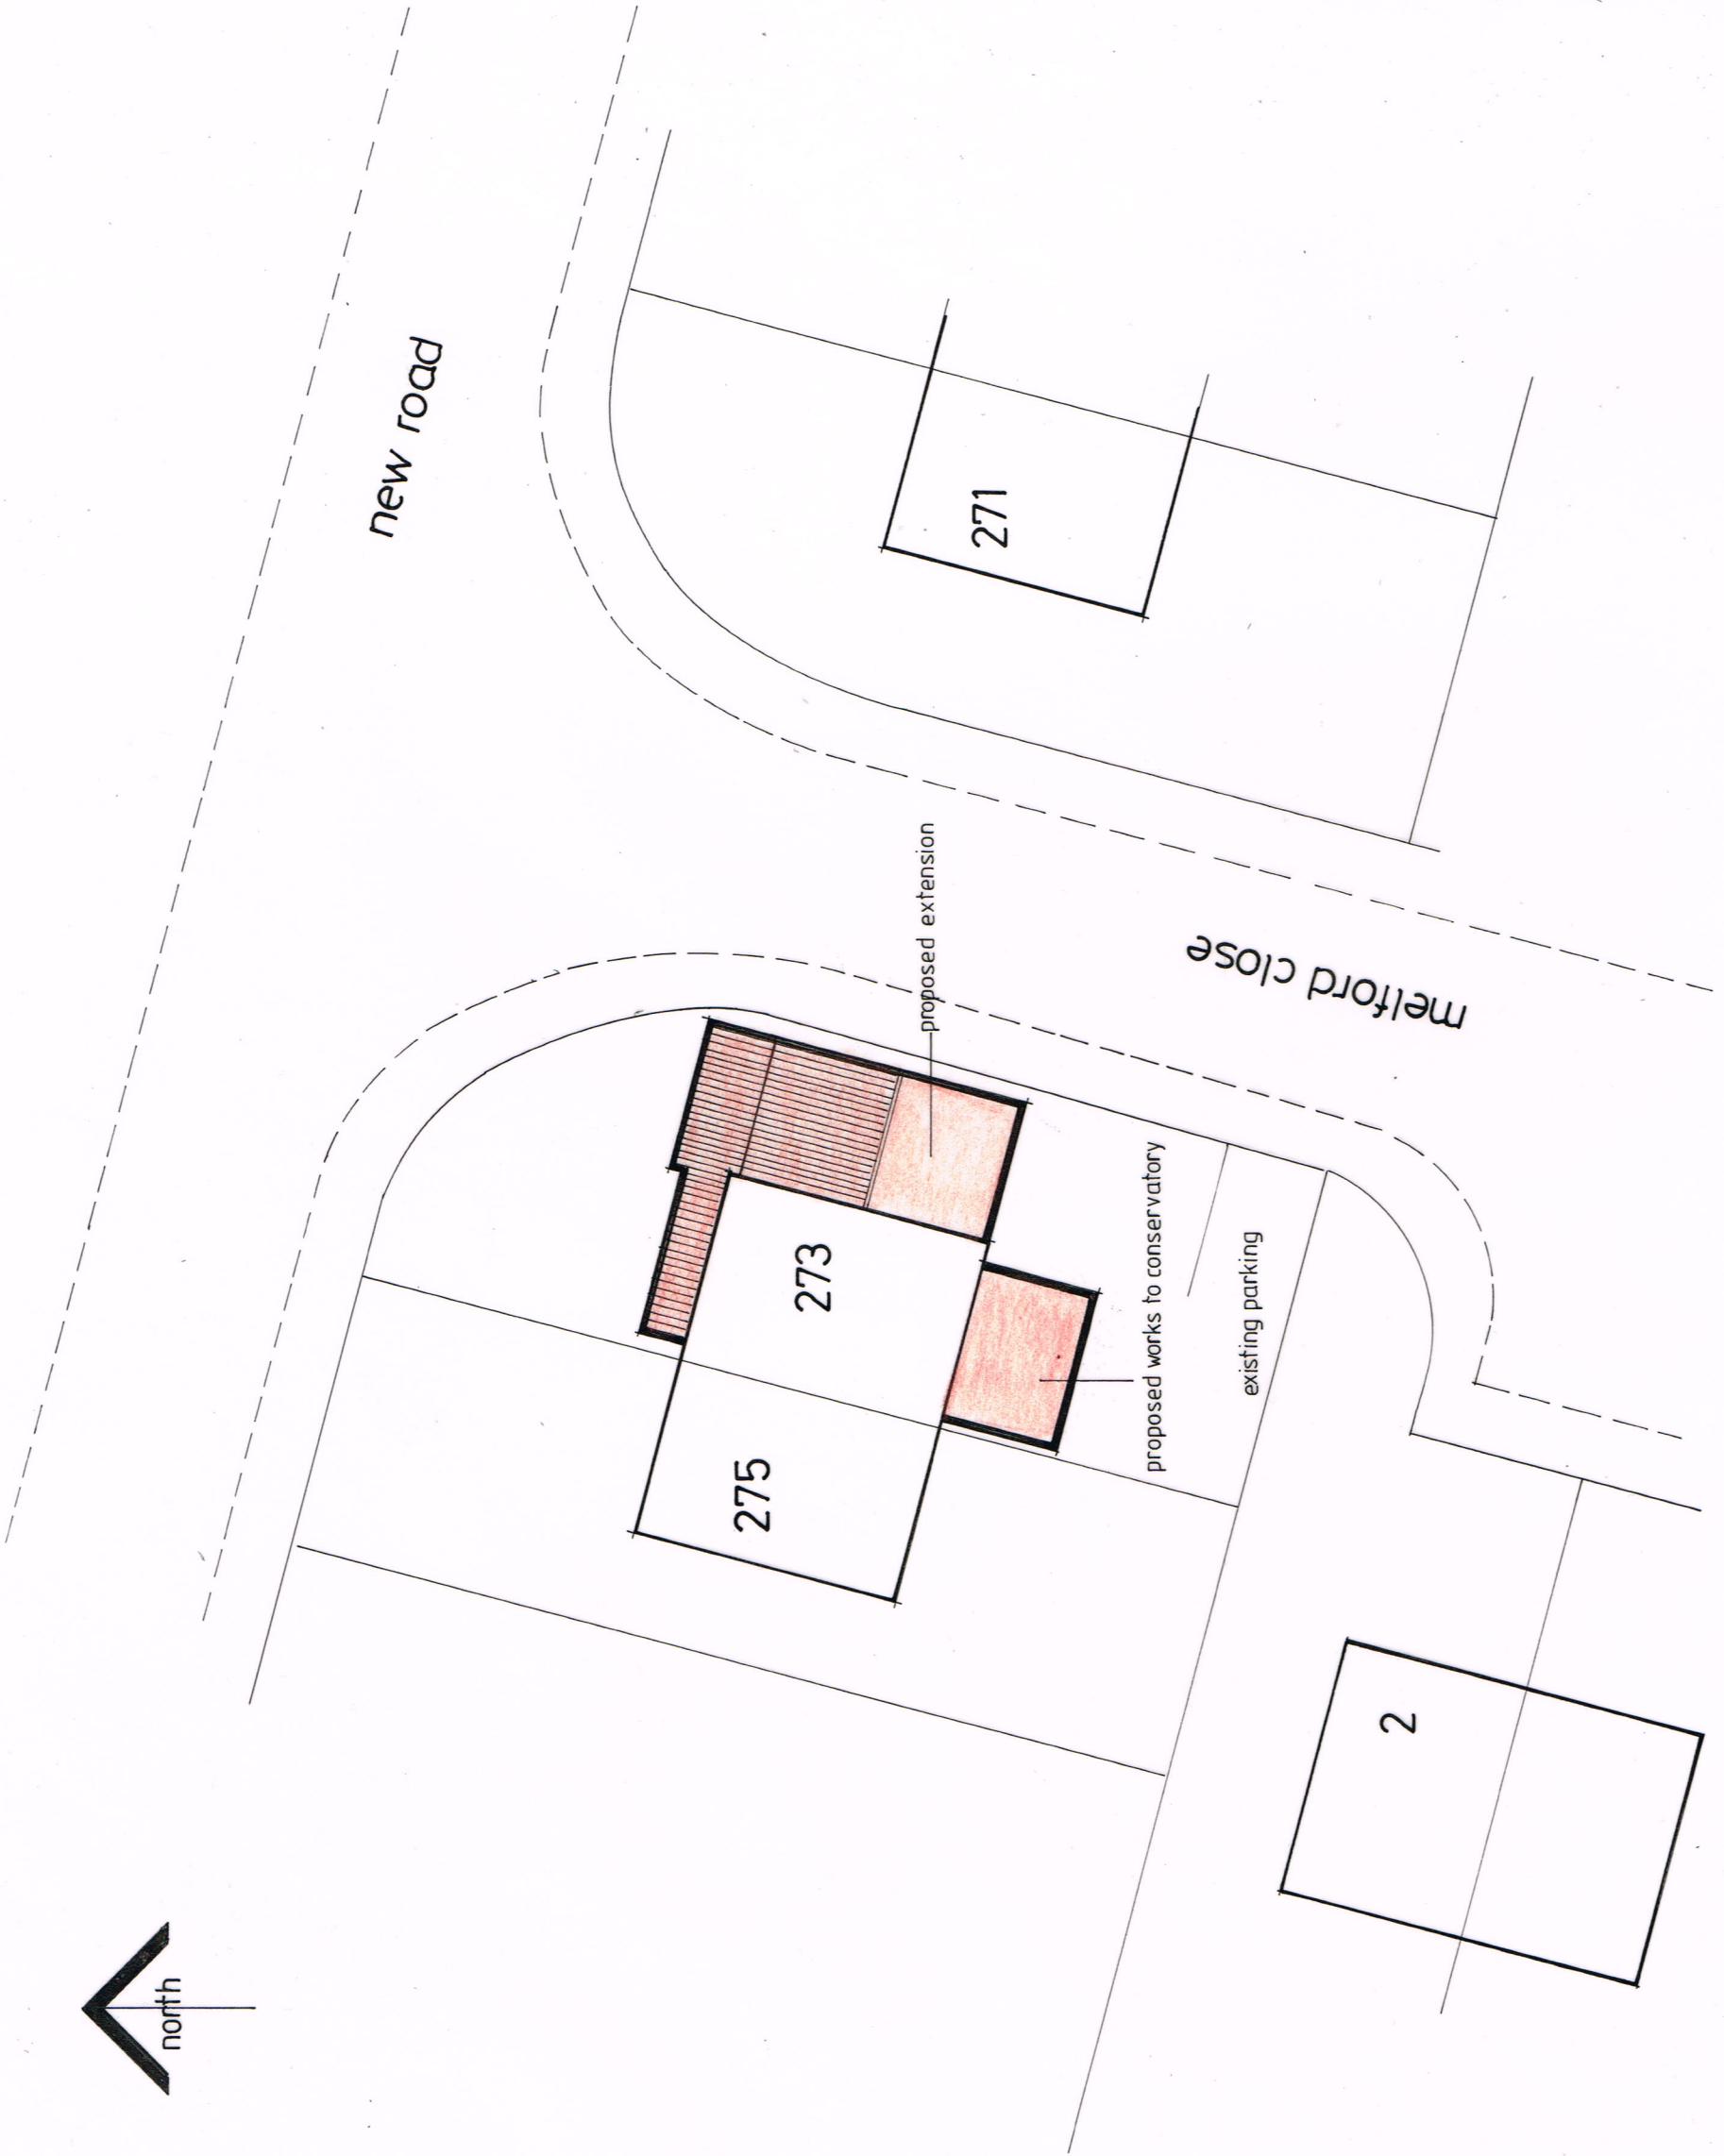 new road
271
proposed extension
melford close
273
proposed works to conservatory
existing parking
275
2
north